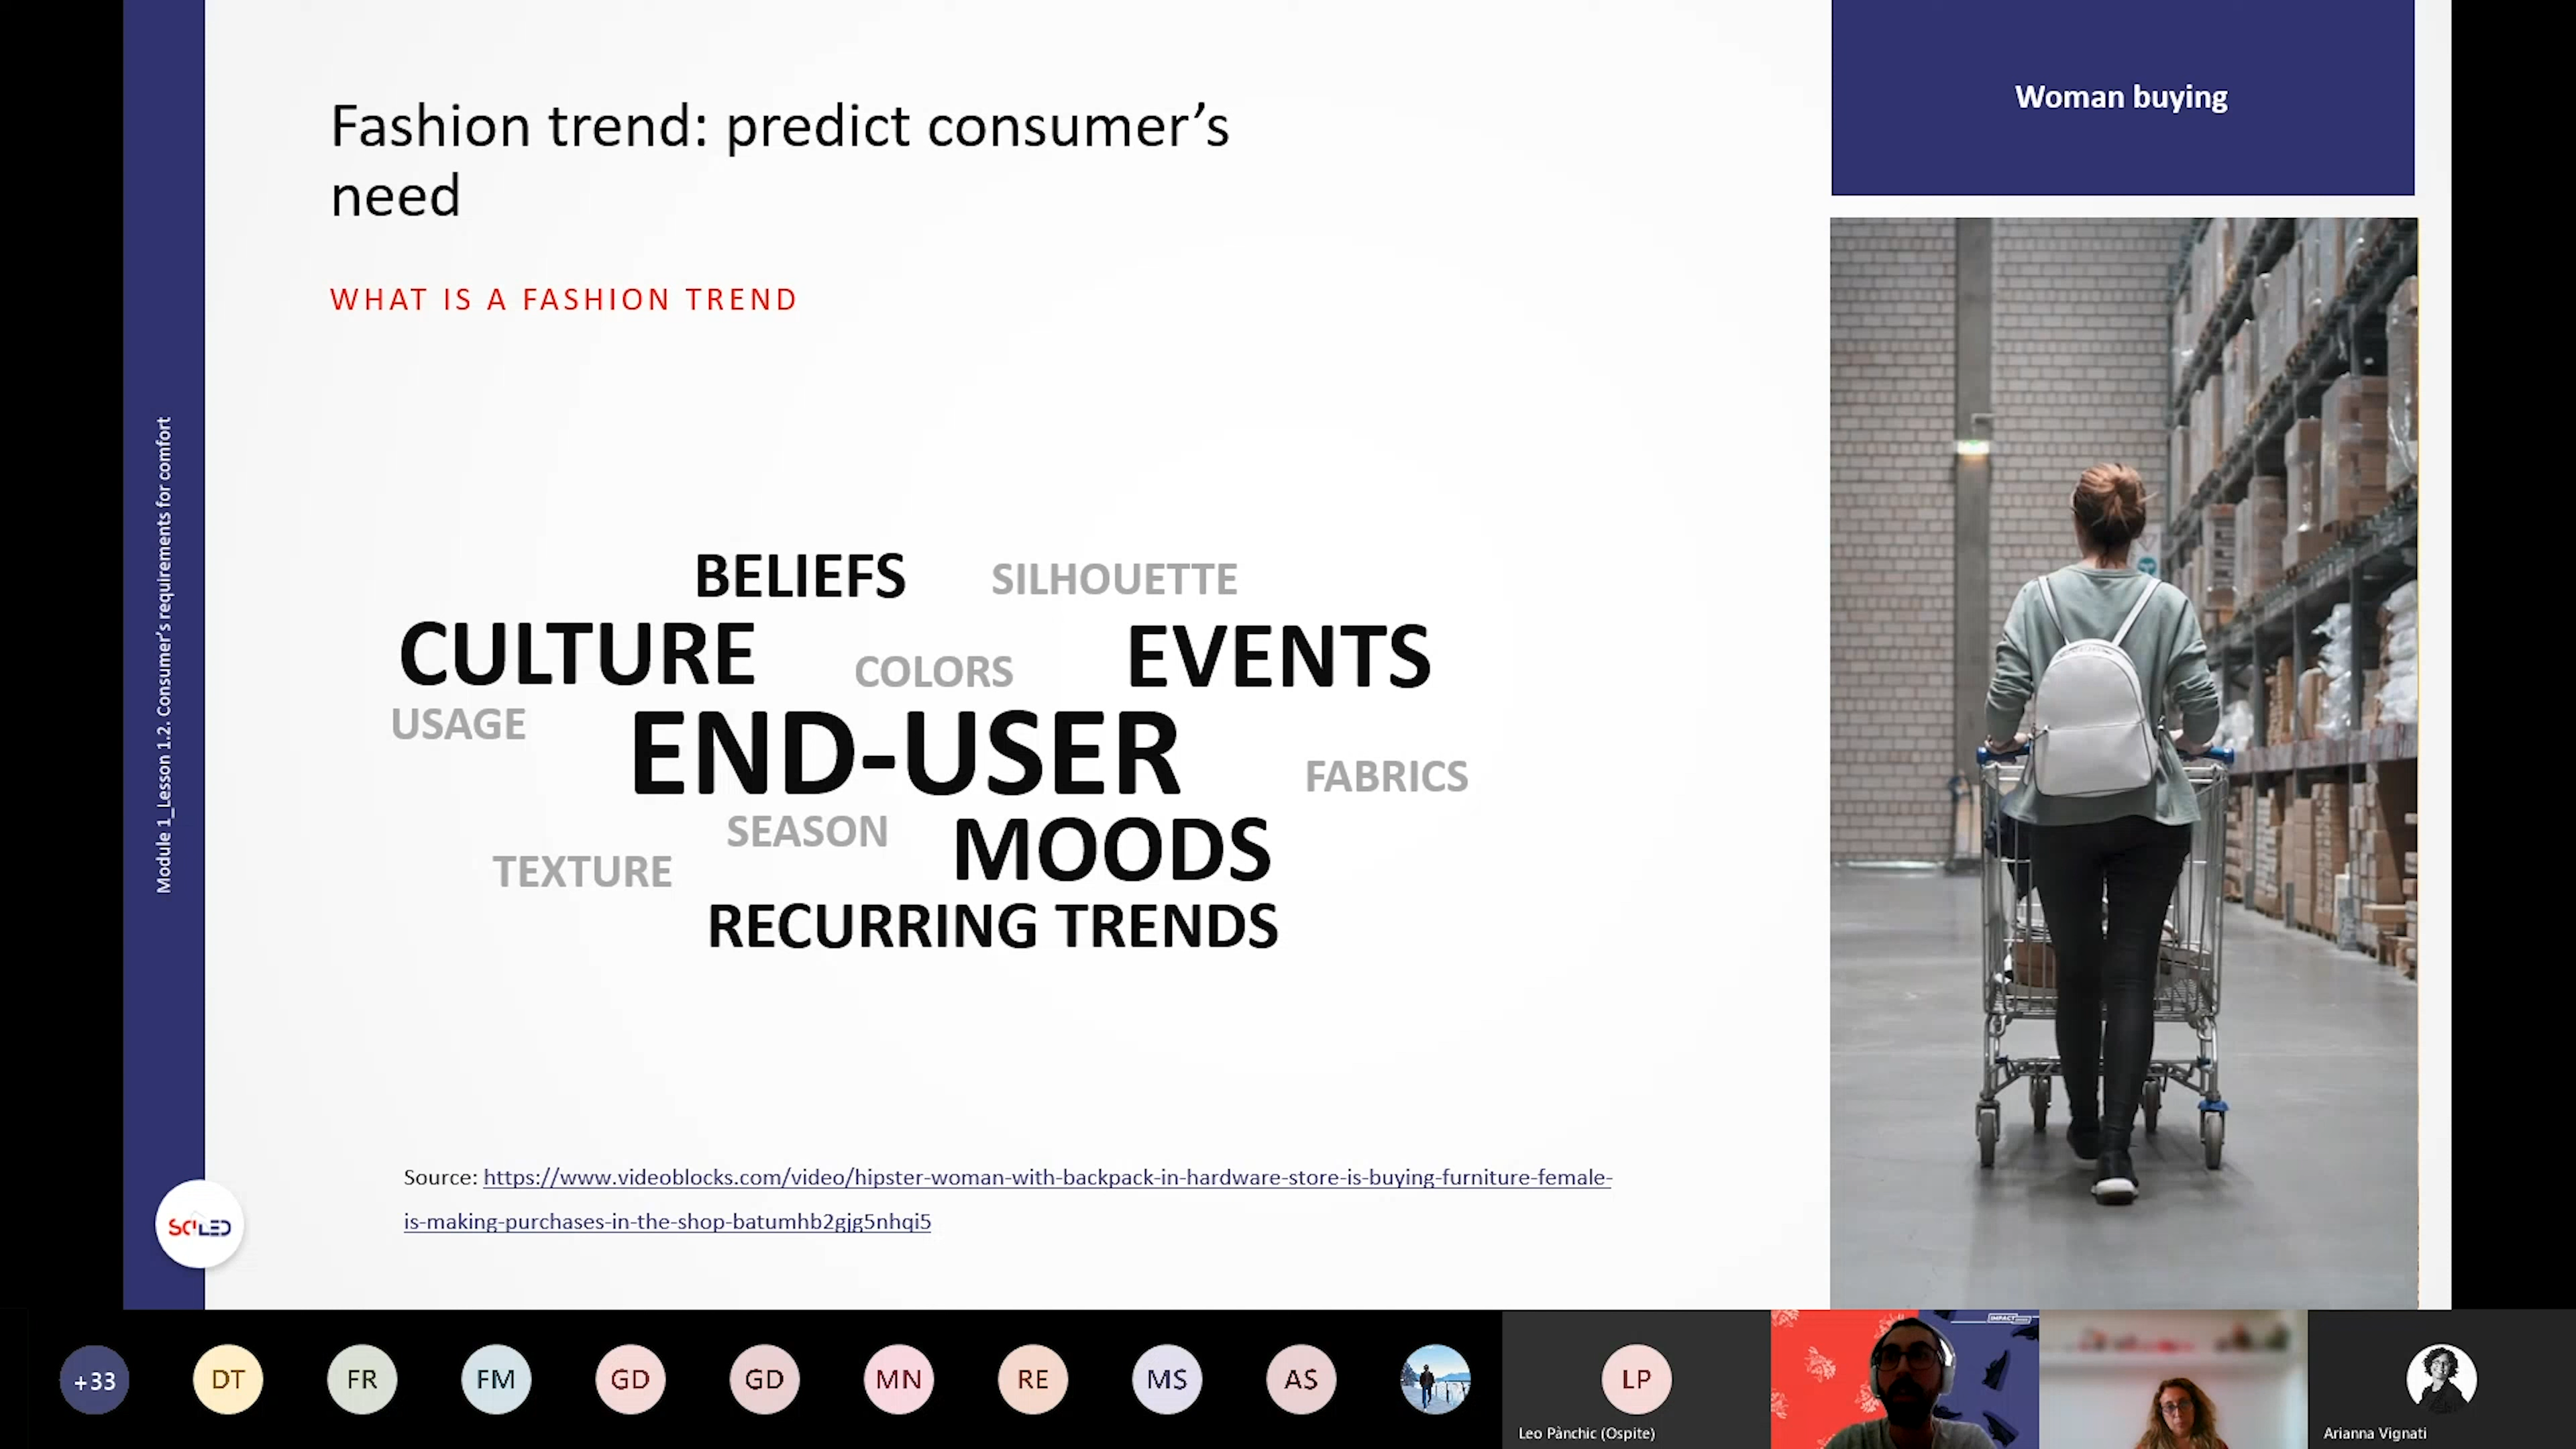 Woman buying
Fashion trend: predict consumer’s
need
WHAT IS A FASHION TREND
Module 1_Lesson 1.2. Consumer’s requirements for comfort
BELIEFS
SILHOUETTE
CULTURE
COLORS
EVENTS
USAGE
END-USER
FABRICS
SEASON
MOODS
TEXTURE
RECURRING TRENDS
Source: https://www.videoblocks.com/video/hipster-woman-with-backpack-in-hardware-store-is-buying-furniture-female-
is-making-purchases-in-the-shop-batumhb2gjg5nhqi5
SCILED
+33
DT
FR
FM
GD
GD
MN
RE
MS
AS
LP
Leo Pànchic (Ospite)
IMPACT
Arianna Vignati